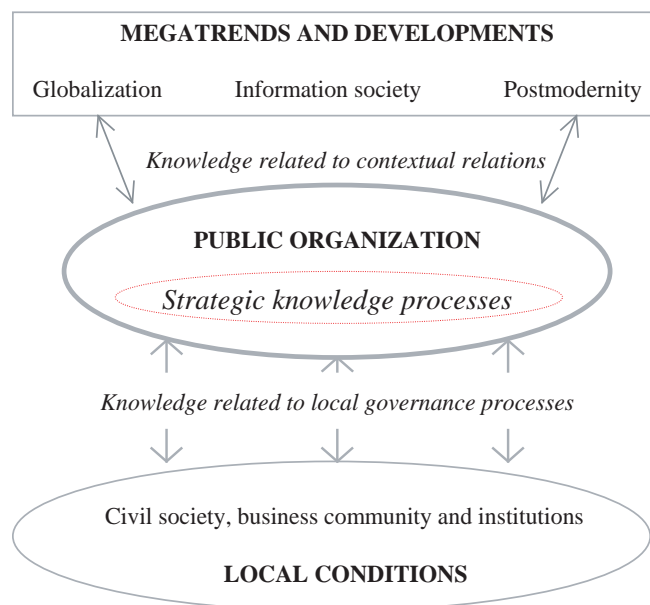 MEGATRENDS AND DEVELOPMENTS
Globalization Information society Postmodernity
Knowledge related to contextual relations
PUBLIC ORGANIZATION
Strategic knowledge processes
Knowledge related to local governance processes
Civil society, business community and institutions
LOCAL CONDITIONS